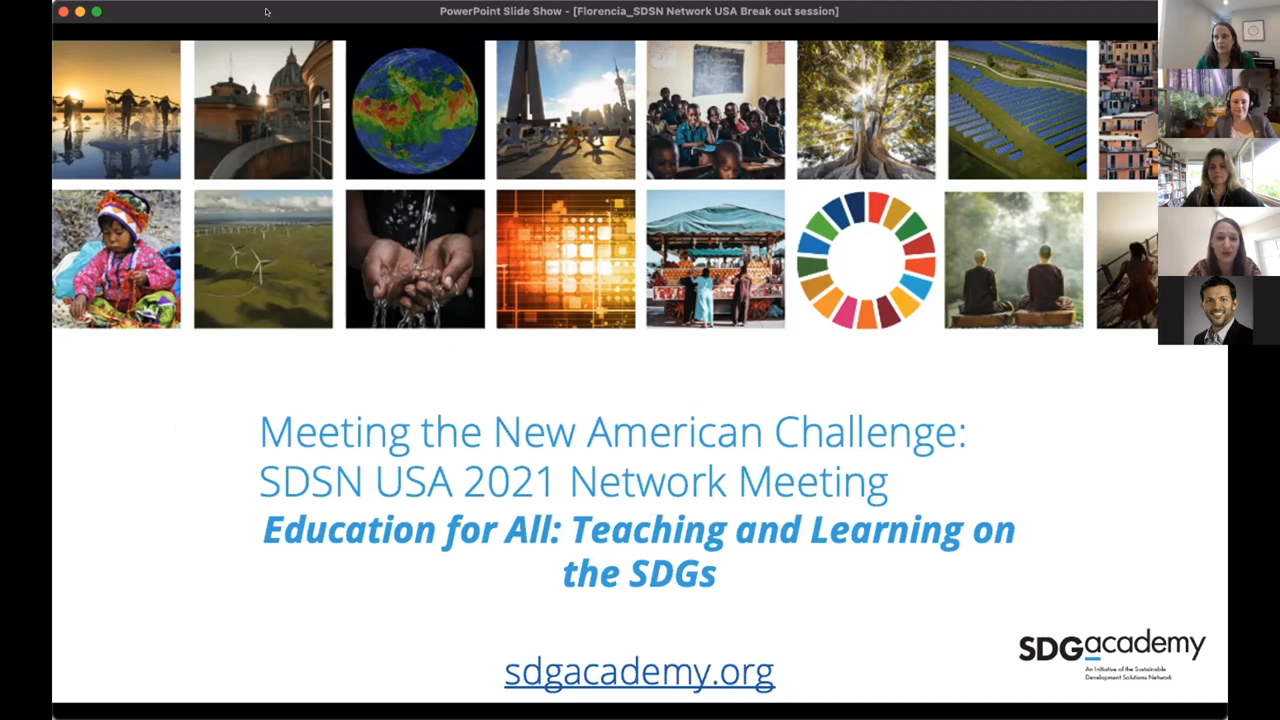 PowerPoint Slide Show - [Florencia_SDSN Network USA Break out session]
Meeting the New American Challenge:
SDSN USA 2021 Network Meeting
Education for All: Teaching and Learning on
the SDGs
sdgacademy.org
SDGacademy
An Initiative of the Sustainable
Development Solutions Network